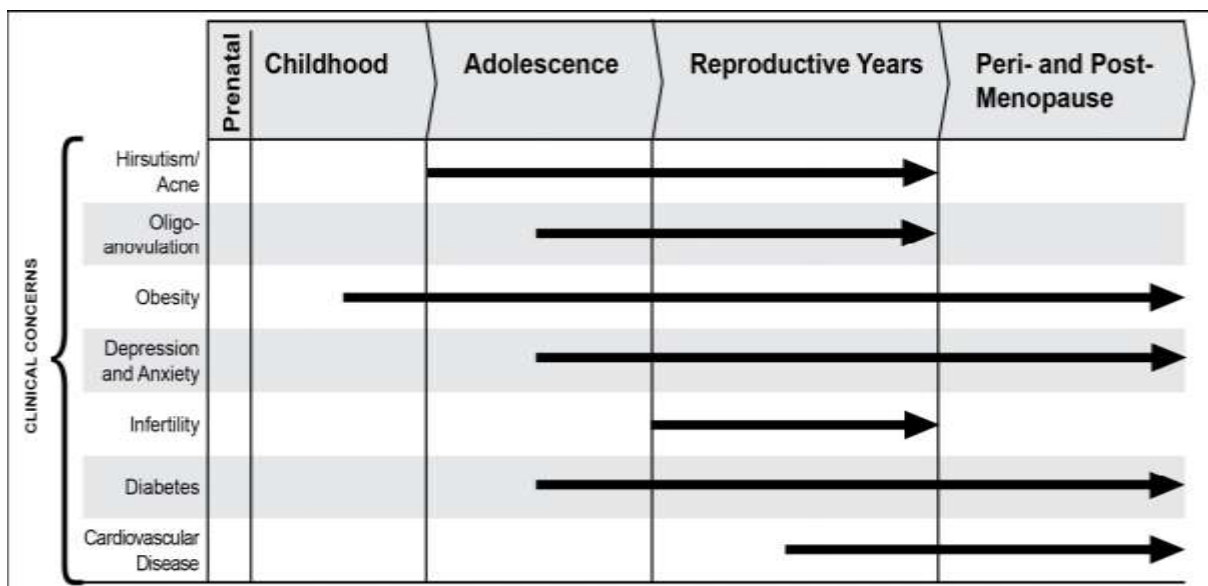 Prenatal
Childhood
Adolescence
Reproductive Years
Peri- and Post-
Menopause
CLINICAL CONCERNS
Hirsutism/
Acne
Oligo-
anovulation
Obesity
Depression
and Anxiety
Infertility
Diabetes
Cardiovascular
Disease